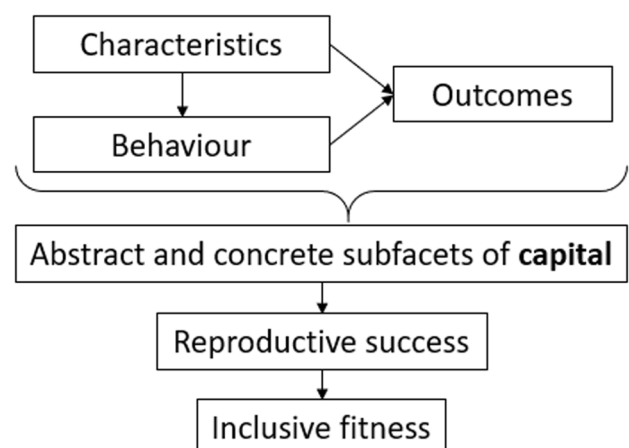 Characteristics
Outcomes
Behaviour
Abstract and concrete subfacets of capital
Reproductive success
Inclusive fitness